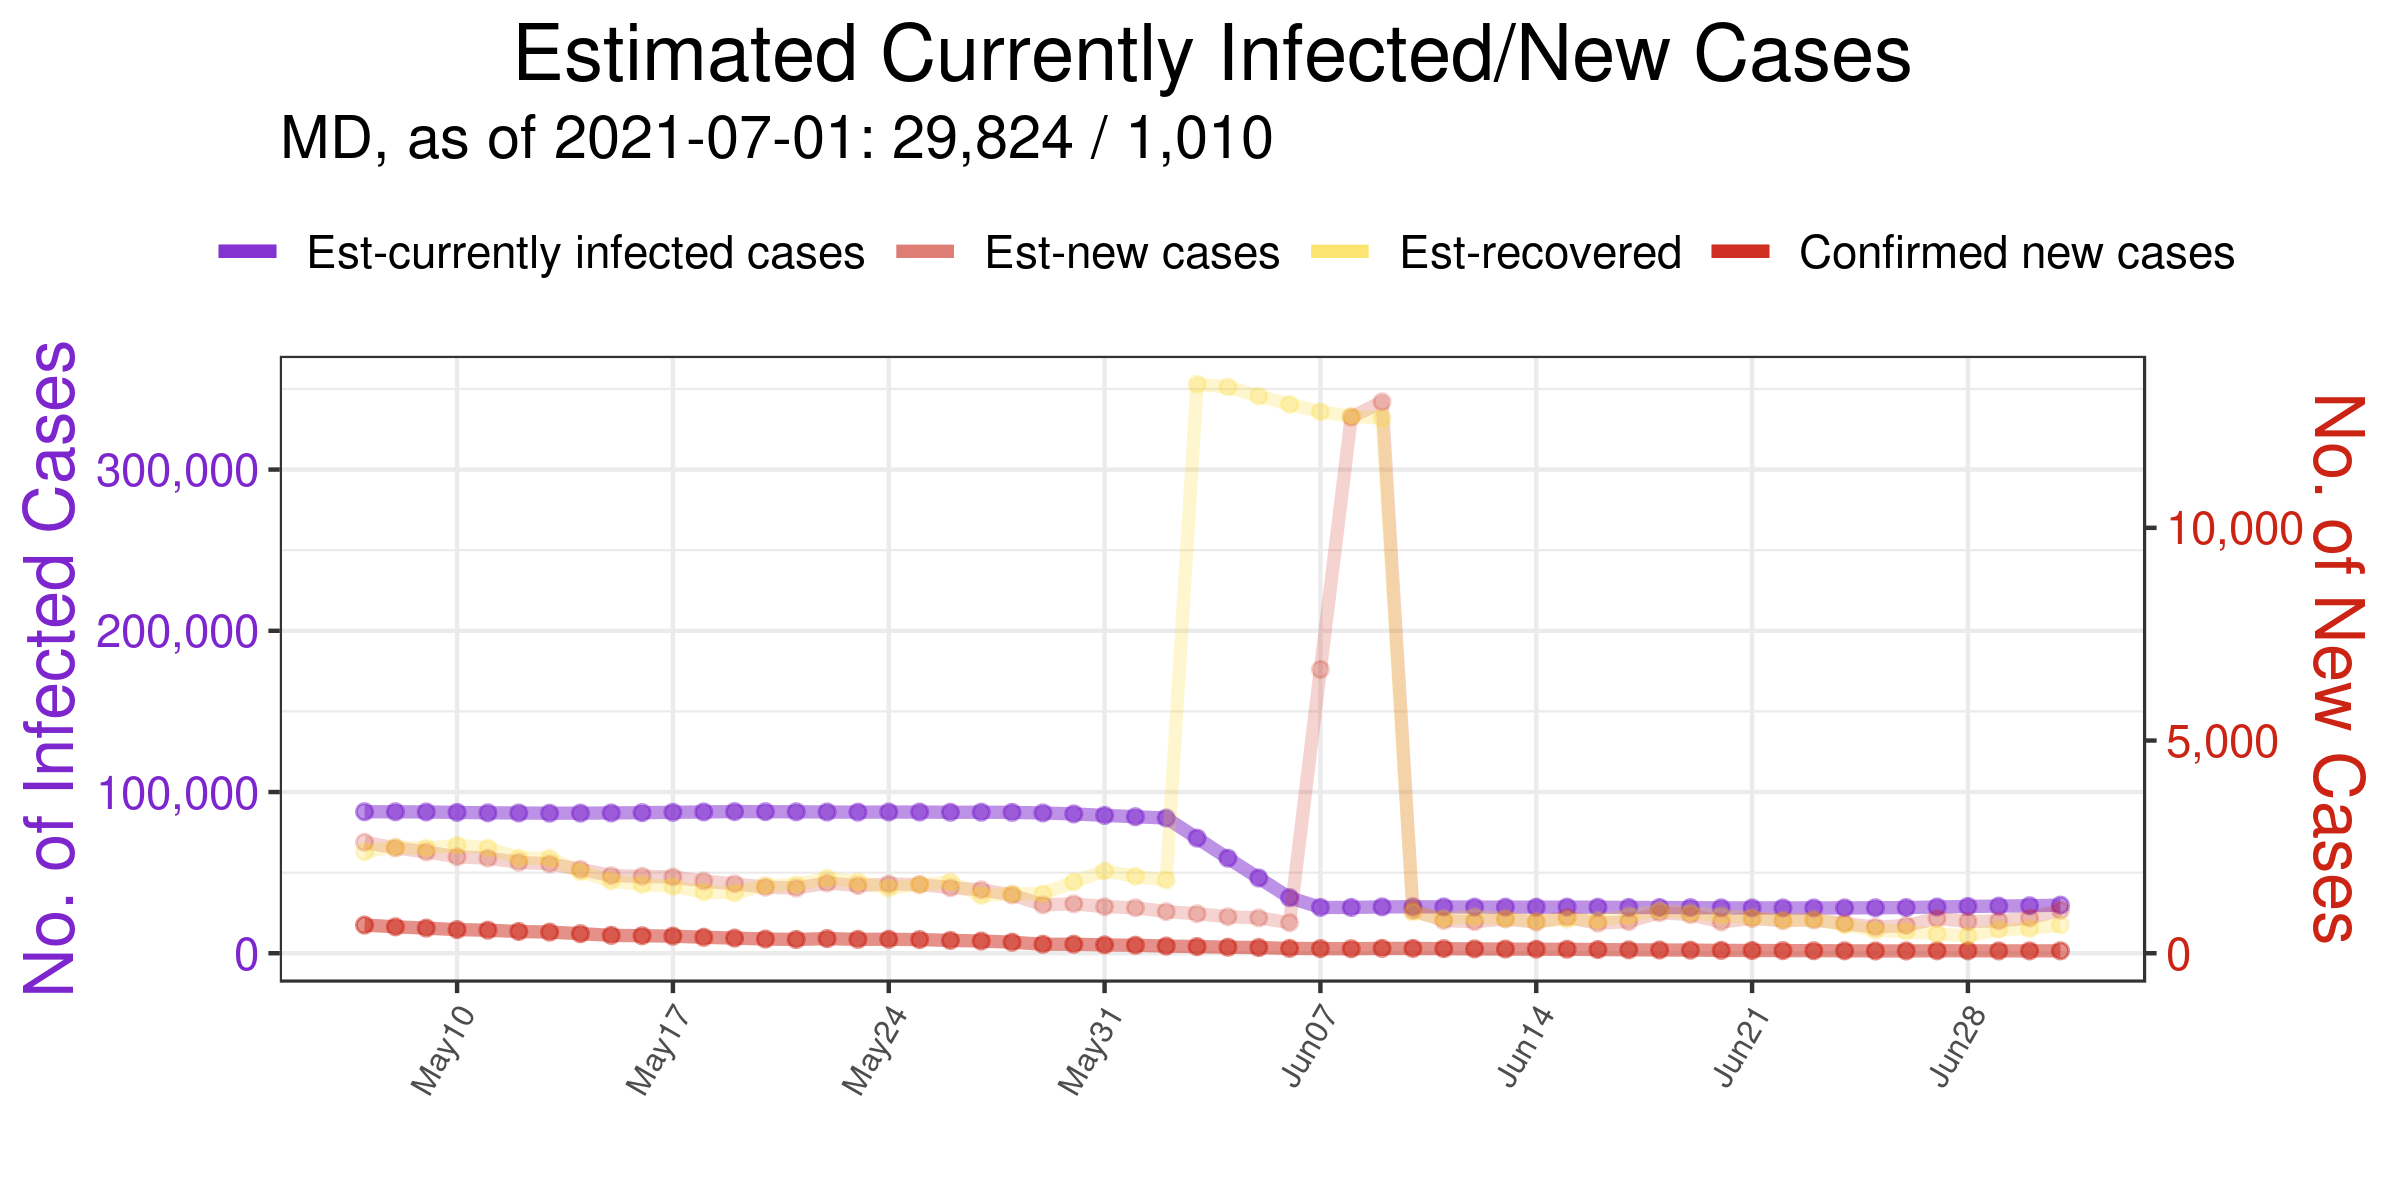 Estimated Currently Infected/New Cases
MD, as of 2021-07-01: 29,824 / 1,010
Est-currently infected cases Est-new cases Est-recovered Confirmed new cases
No. of Infected Cases
300,000
200,000
100,000
0
10,000
5,000
0
No. of New Cases
May10 May17 May24 May31 Jun07 Jun14 Jun21 Jun28